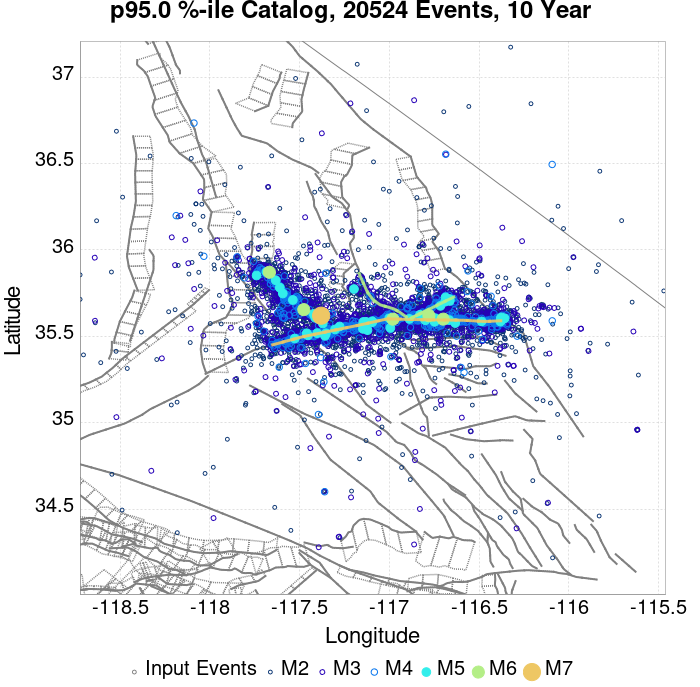 p95.0 %-ile Catalog, 20524 Events, 10 Year
37
36.5
36
35.5
35
34.5
Latitude
-118.5 -118 -117.5 -117 -116.5 -116 -115.5
Longitude
Input Events M2 M3 M4 M5 M6 M7